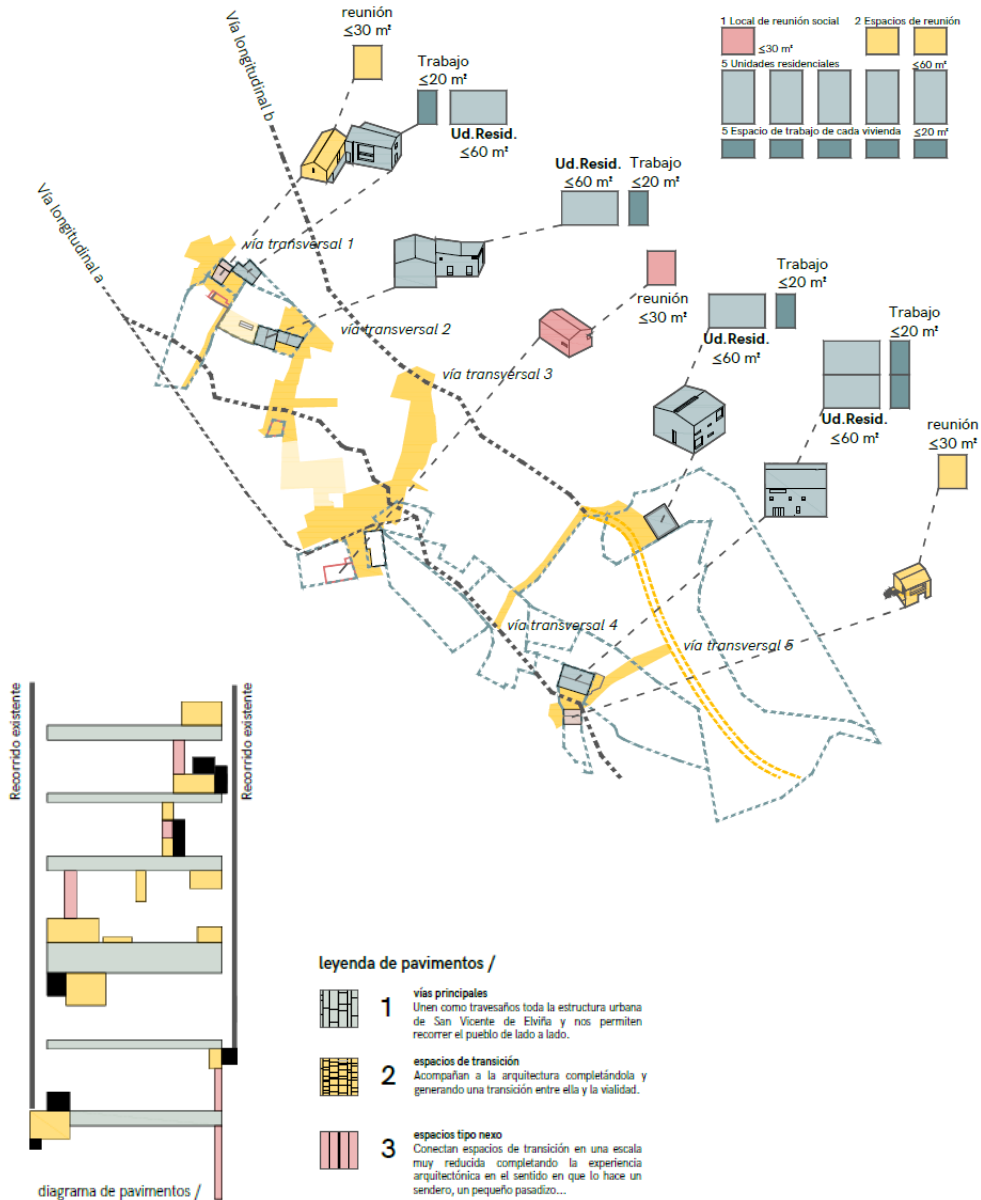 reunión
≤30 m²
Trabajo
≤20 m²
Ud.Resid.
≤60 m²
1 Local de reunión social
≤30 m²
2 Espacios de reunión
≤60 m²
5 Unidades residenciales
5 Espacio de trabajo de cada vivienda
≤20 m²
Vía longitudinal b
Vía longitudinal a
Ud.Resid.
≤60 m²
Trabajo
≤20 m²
vía transversal 1
reunión
≤30 m²
Trabajo
≤20 m²
Ud.Resid.
≤60 m²
Trabajo
≤20 m²
Ud.Resid.
≤60 m²
reunión
≤30 m²
vía transversal 2
vía transversal 3
vía transversal 4
vía transversal 5
Recorrido existente
Recorrido existente
diagrama de pavimentos /
leyenda de pavimentos /
1
vías principales
Unen como travesaños toda la estructura urbana
de San Vicente de Elviña y nos permiten
recorrer el pueblo de lado a lado.
2
espacios de transición
Acompañan a la arquitectura completándola y
generando una transición entre ella y la vialidad.
3
espacios tipo nexo
Conectan espacios de transición en una escala
muy reducida completando la experiencia
arquitectónica en el sentido en que lo hace un
sendero, un pequeño pasadizo...